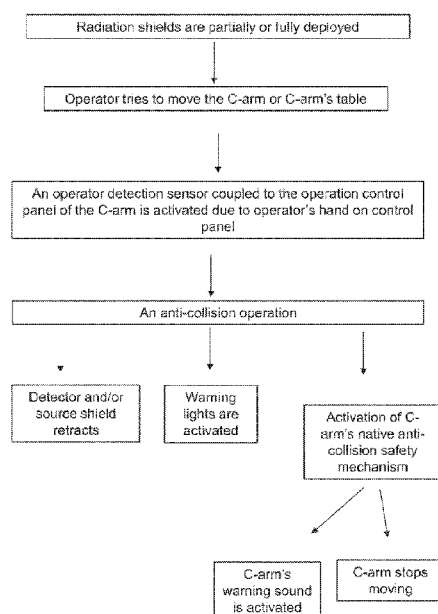 Radiation shields are partially or fully deployed
Operator tries to move the C-arm or C-arm's table
An operator detection sensor coupled to the operation control
panel of the C-arm is activated due to operator's hand on control
panel
An anti-collision operation
Detector and/or
source shield
retracts
Warning
lights are
activated
Activation of C-
arm's native anti-
collision safety
mechanism
C-arm's
warning sound
is activated
C-arm stops
moving